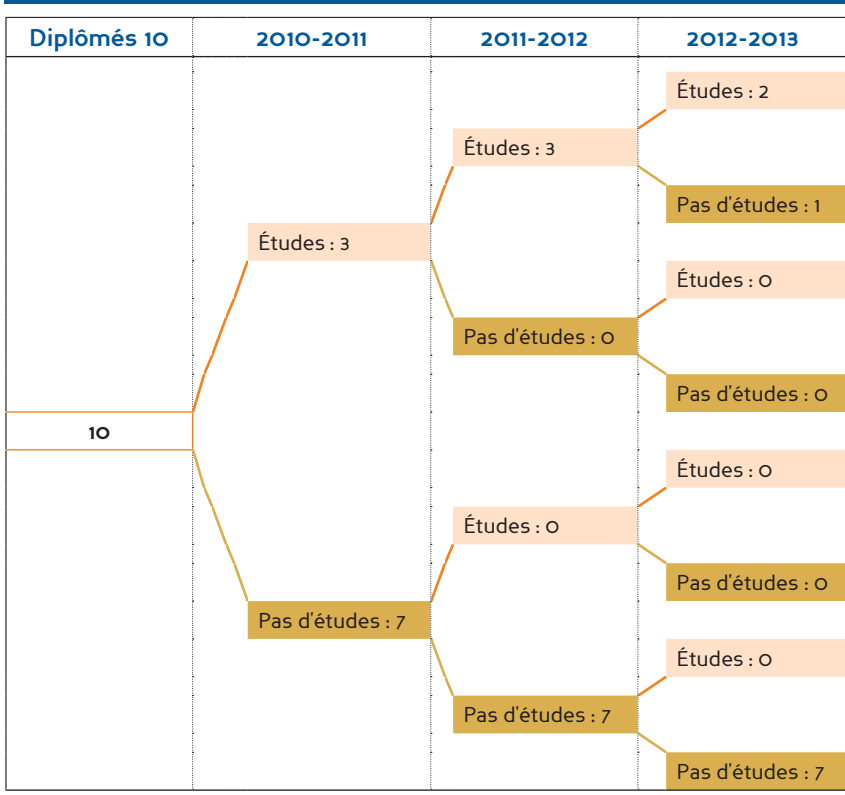 Diplômés 10 2010-2011 2011-2012 2012-2013
Études : 2
Études : 3
Pas d'études : 1
Études : 3
Études : 0
Pas d'études : 0
Pas d'études : 0
10
Études : 0
Études : 0
Pas d'études : 0
Pas d'études : 7
Études : 0
Pas d'études : 7
Pas d'études : 7